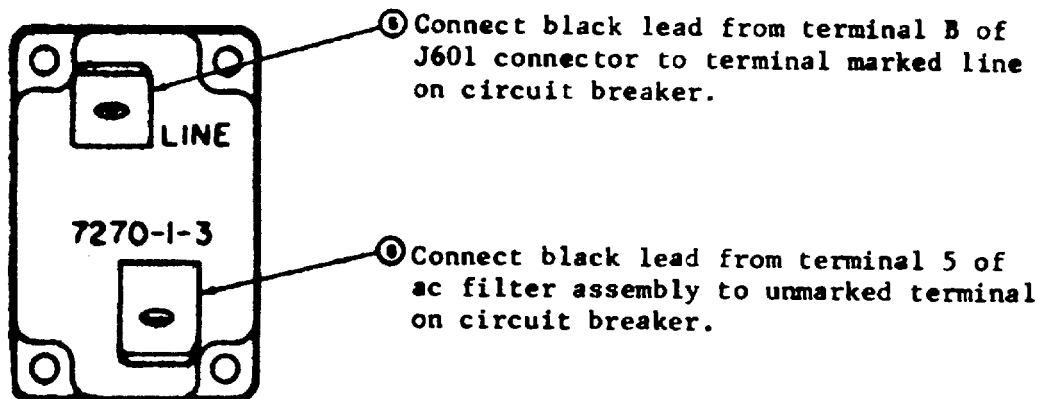 ⑤ Connect black lead from terminal B of
J601 connector to terminal marked line
on circuit breaker.
LINE
7270-1-3
Connect black lead from terminal 5 of
ac filter assembly to unmarked terminal
on circuit breaker.